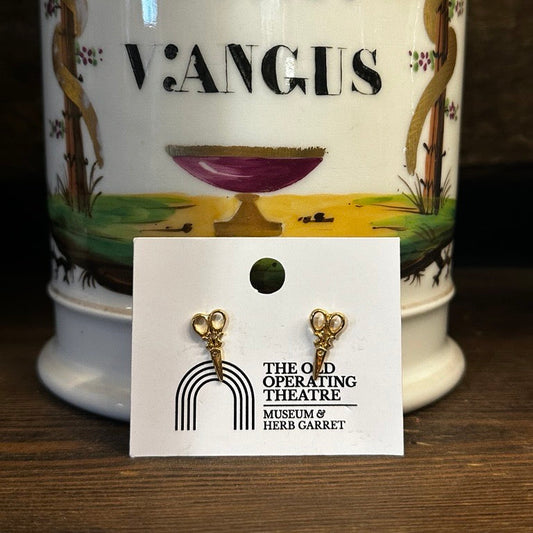 V:ANGUS
THE OLD
OPERATING
THEATRE
MUSEUM &
HERB GARRET